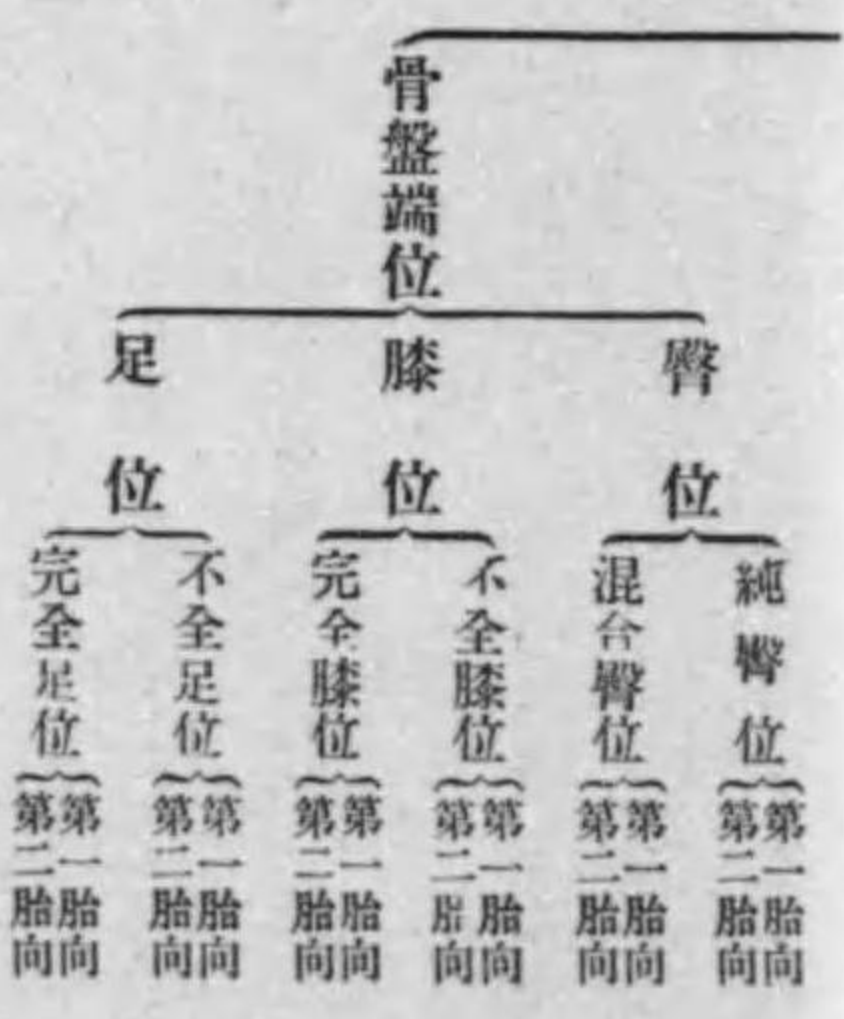 骨盤端位
臀位
純臀位
第一胎向
第二胎向
混合臀位
第一胎向
第二胎向
膝位
不全膝位
第一胎向
第二胎向
完全膝位
第一胎向
第二胎向
足位
不全足位
第一胎向
第二胎向
完全足位
第一胎向
第二胎向